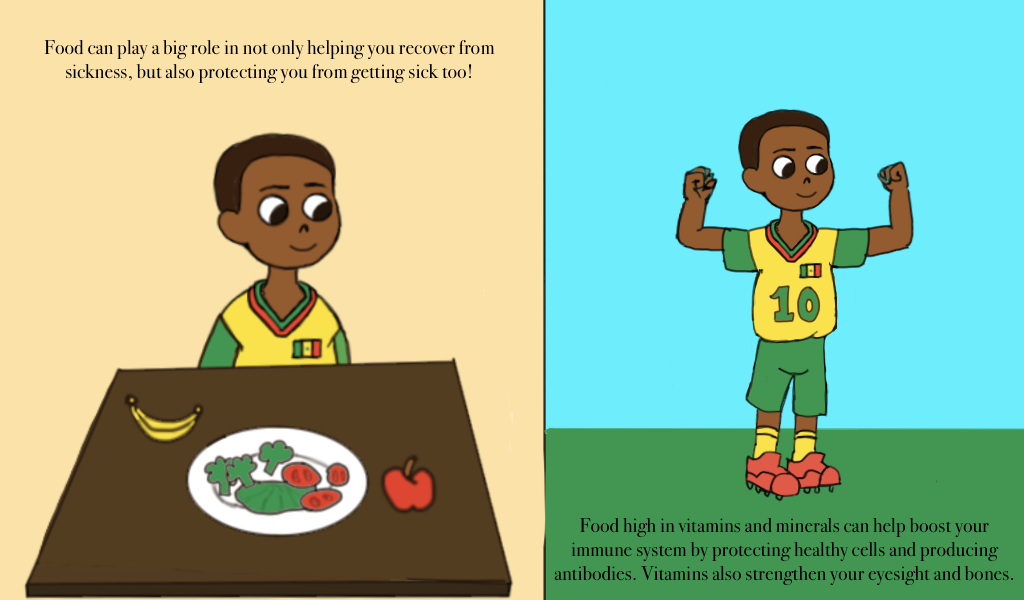 Food can play a big role in not only helping you recover from
sickness, but also protecting you from getting sick too!
10
Food high in vitamins and minerals can help boost your
immune system by protecting healthy cells and producing
antibodies. Vitamins also strengthen your eyesight and bones.